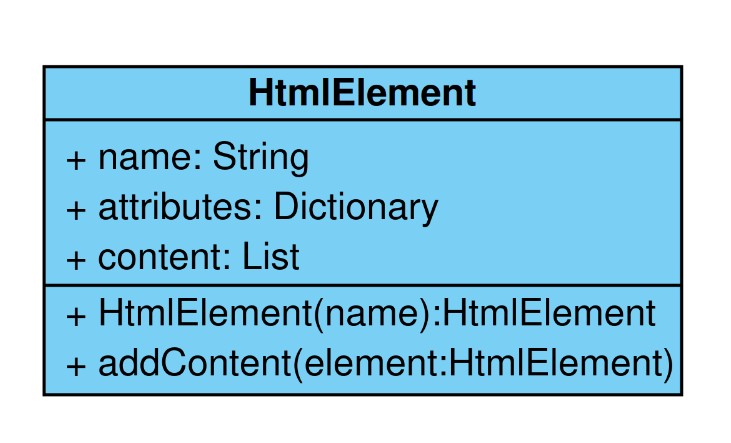 HtmlElement
+ name: String
+ attributes: Dictionary
+ content: List
+ HtmlElement(name):HtmlElement
+ addContent(element:HtmlElement)